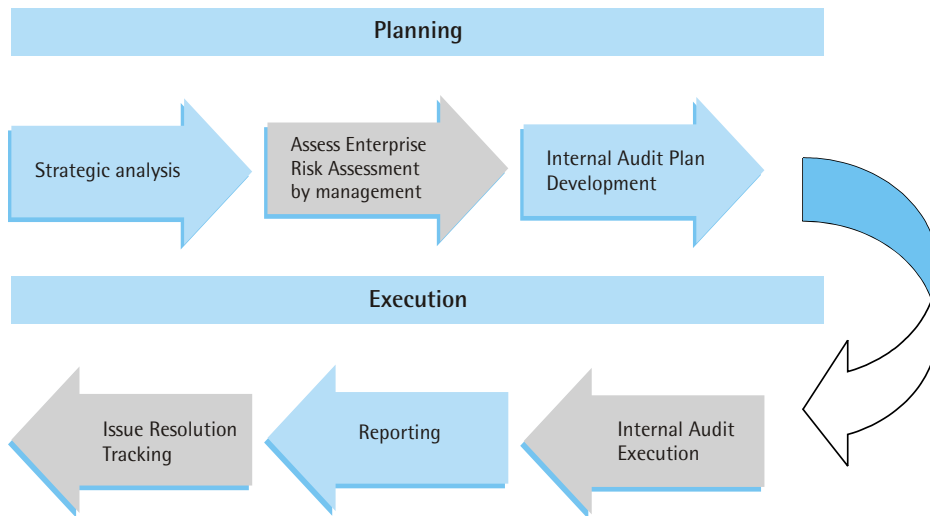 Planning
Strategic analysis
Assess Enterprise
Risk Assessment
by management
Internal Audit Plan
Development
Execution
Issue Resolution
Tracking
Reporting
Internal Audit
Execution